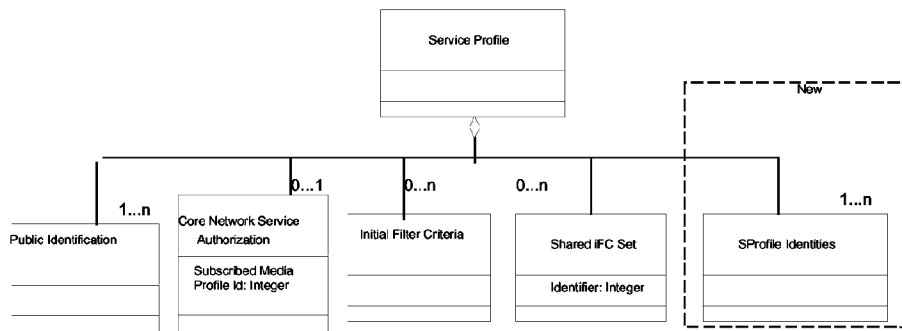 Service Profile
New
0...1
0...n
0...n
1...n
1...n
Public Identification
Core Network Service
Authorization
Subscribed Media
Profile Id: Integer
Initial Filter Criteria
Shared iFC Set
Identifier: Integer
SProfile Identities